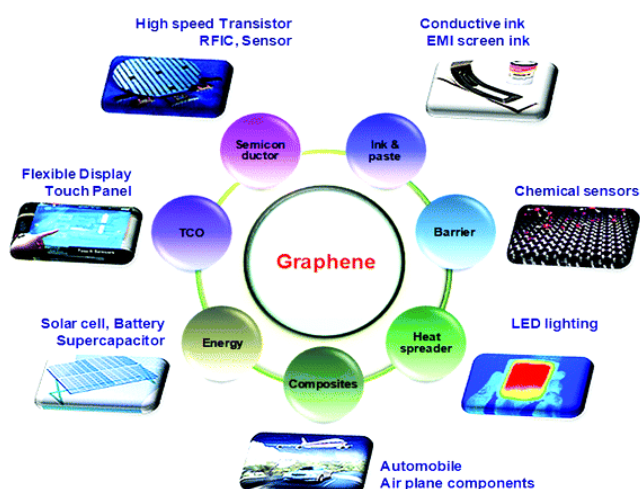 High speed Transistor
RFIC, Sensor
Conductive ink
EMI screen ink
Semicon
ductor
Ink &
paste
Flexible Display
Touch Panel
TCO
Graphene
Barrier
Chemical sensors
Solar cell, Battery
Supercapacitor
Energy
Composites
Heat
spreader
LED lighting
Automobile
Air plane components